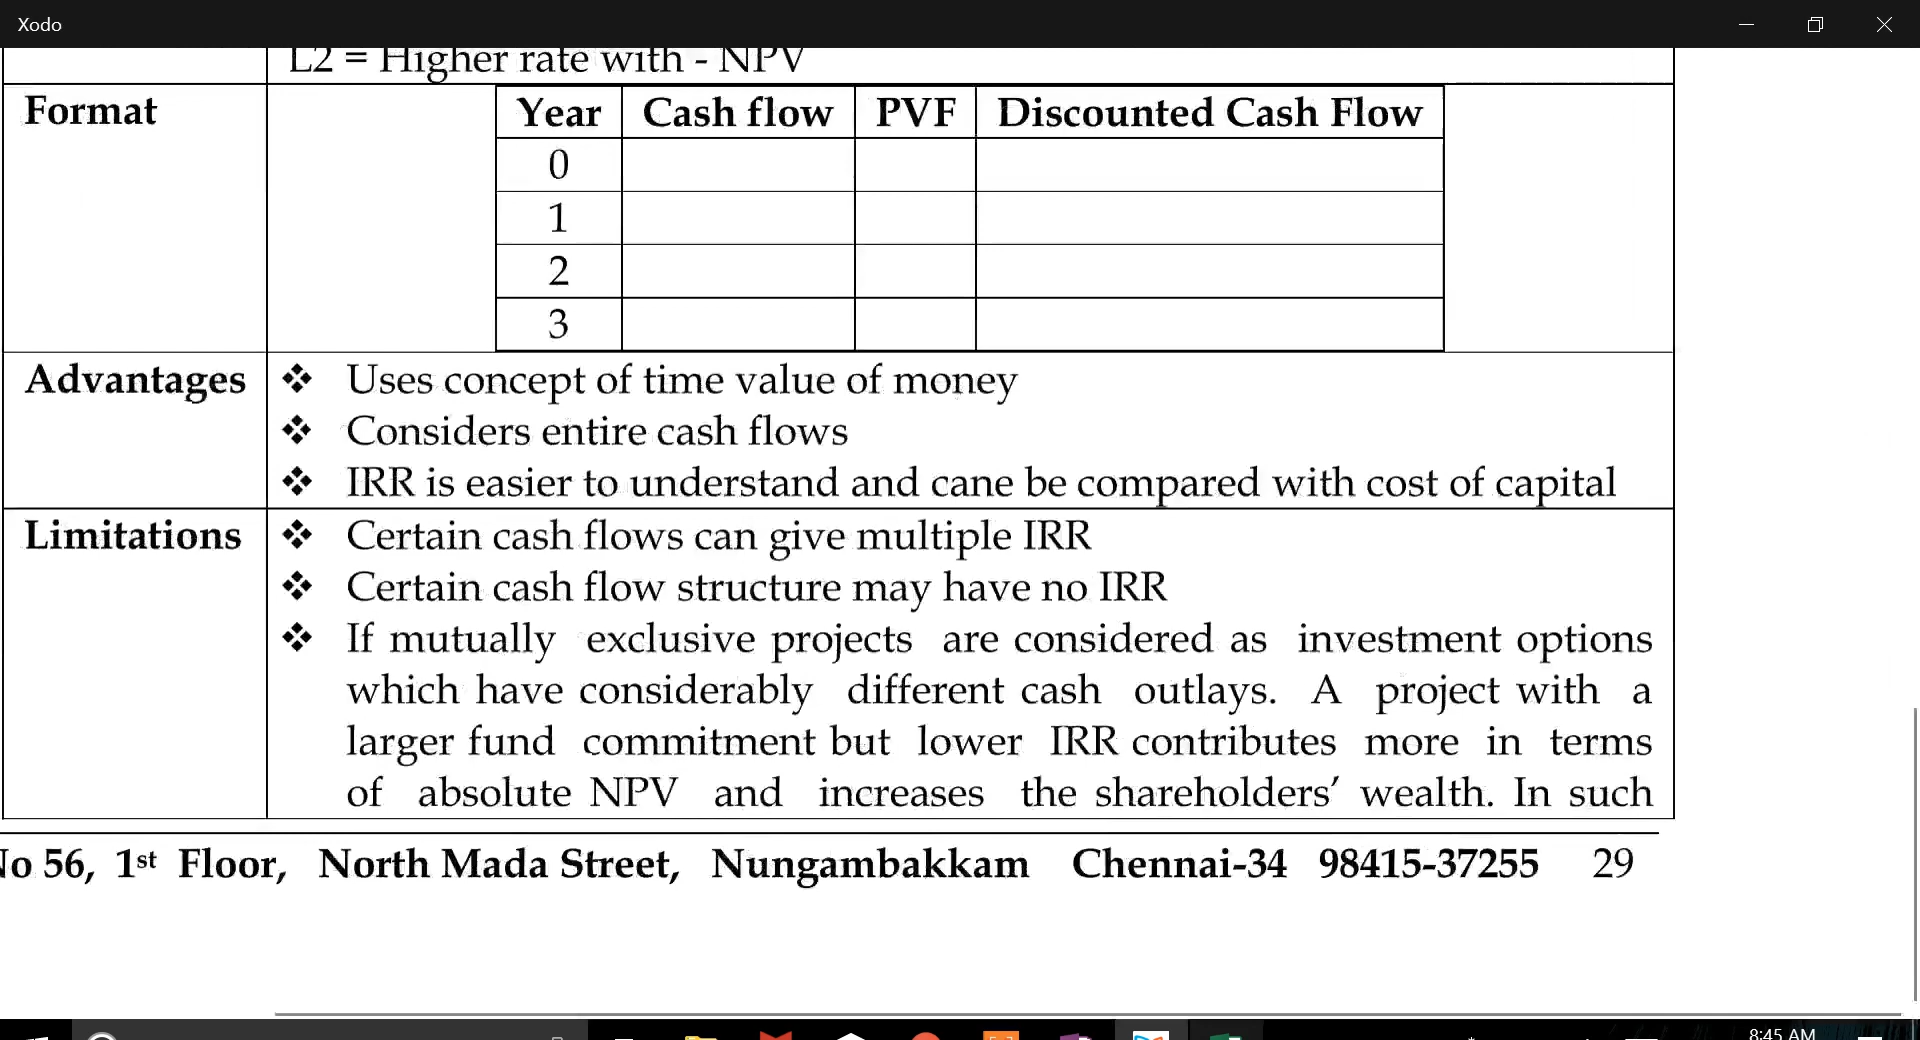 Xodo
L2 = Higher rate with - NPV
Format
Year Cash flow PVF Discounted Cash Flow
0
1
2
3
Advantages
❖ Uses concept of time value of money
❖ Considers entire cash flows
❖ IRR is easier to understand and cane be compared with cost of capital
Limitations
❖ Certain cash flows can give multiple IRR
❖ Certain cash flow structure may have no IRR
❖ If mutually exclusive projects are considered as investment options
which have considerably different cash outlays. A project with a
larger fund commitment but lower IRR contributes more in terms
of absolute NPV and increases the shareholders’ wealth. In such
No 56, 1st Floor, North Mada Street, Nungambakkam Chennai-34 98415-37255 29
8:45 AM